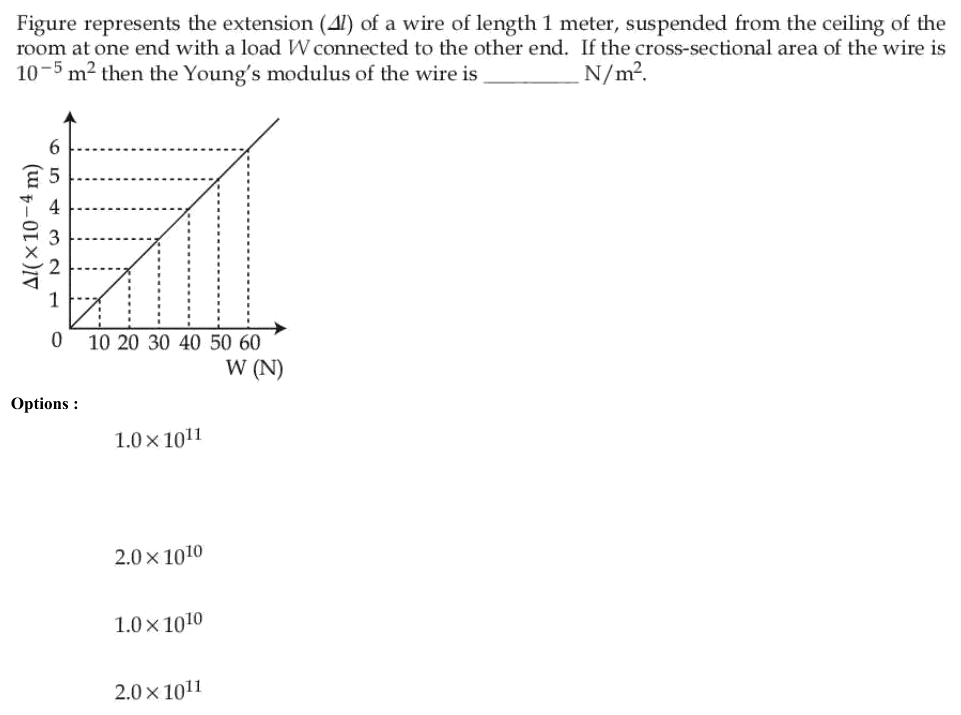 Figure represents the extension (Δl) of a wire of length 1 meter, suspended from the ceiling of the
room at one end with a load W connected to the other end. If the cross-sectional area of the wire is
10⁻⁵ m² then the Young's modulus of the wire is ________ N/m².
6
5
4
3
2
1
Δl(×10⁻⁴ m)
0 10 20 30 40 50 60
W (N)
Options :
1.0 × 10¹¹
2.0 × 10¹⁰
1.0 × 10¹⁰
2.0 × 10¹¹